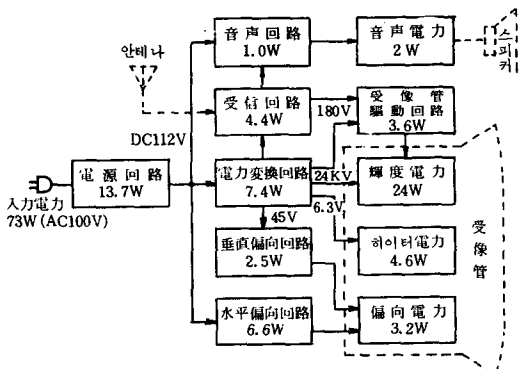 音声回路
1.0W
音声電力
2W
스피커
안테나
受信回路
4.4W
180V
受像管
驅動回路
3.6W
DC112V
電源回路
13.7W
入力電力
73W(AC100V)
電力変換回路
7.4W
24KV
6.3V
輝度電力
24W
45V
垂直偏向回路
2.5W
히이터電力
4.6W
受像管
水平偏向回路
6.6W
偏向電力
3.2W